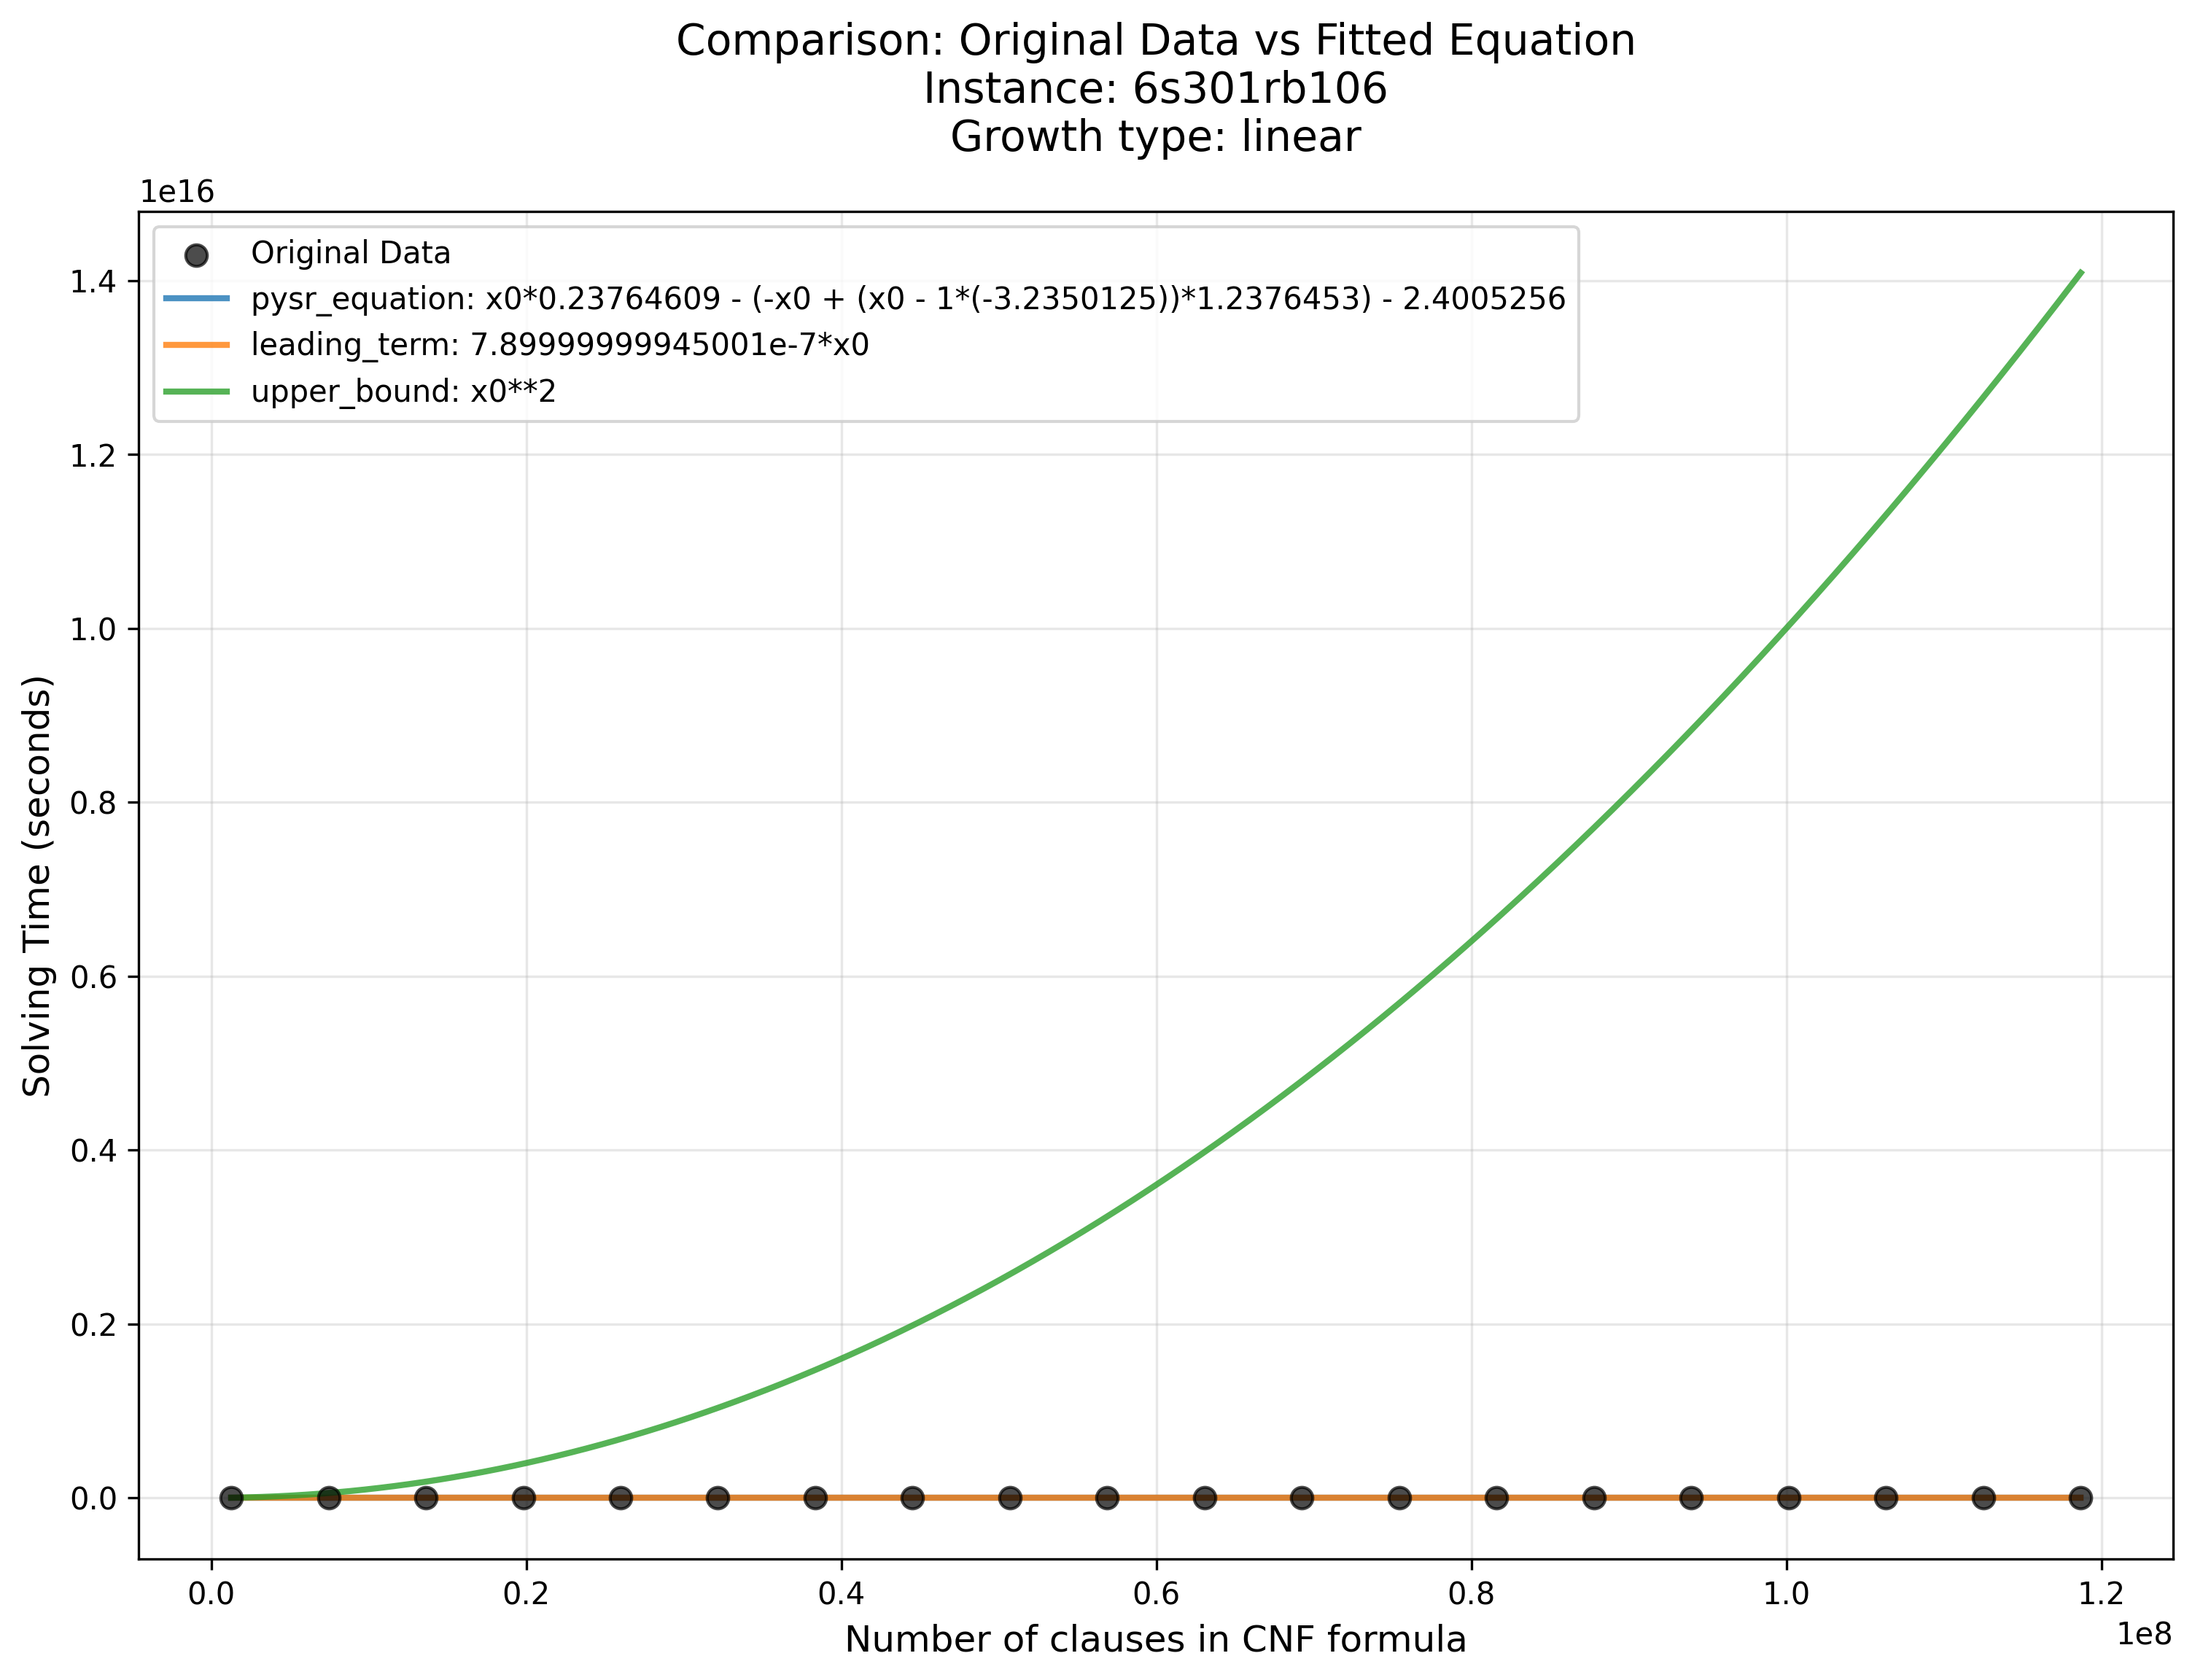 Comparison: Original Data vs Fitted Equation
Instance: 6s301rb106
Growth type: linear
1e16
Original Data
pysr_equation: x0*0.23764609 - (-x0 + (x0 - 1*(-3.2350125))*1.2376453) - 2.4005256
leading_term: 7.89999999945001e-7*x0
upper_bound: x0**2
1.4
1.2
1.0
0.8
0.6
0.4
0.2
0.0
Solving Time (seconds)
0.0 0.2 0.4 0.6 0.8 1.0 1.2
1e8
Number of clauses in CNF formula